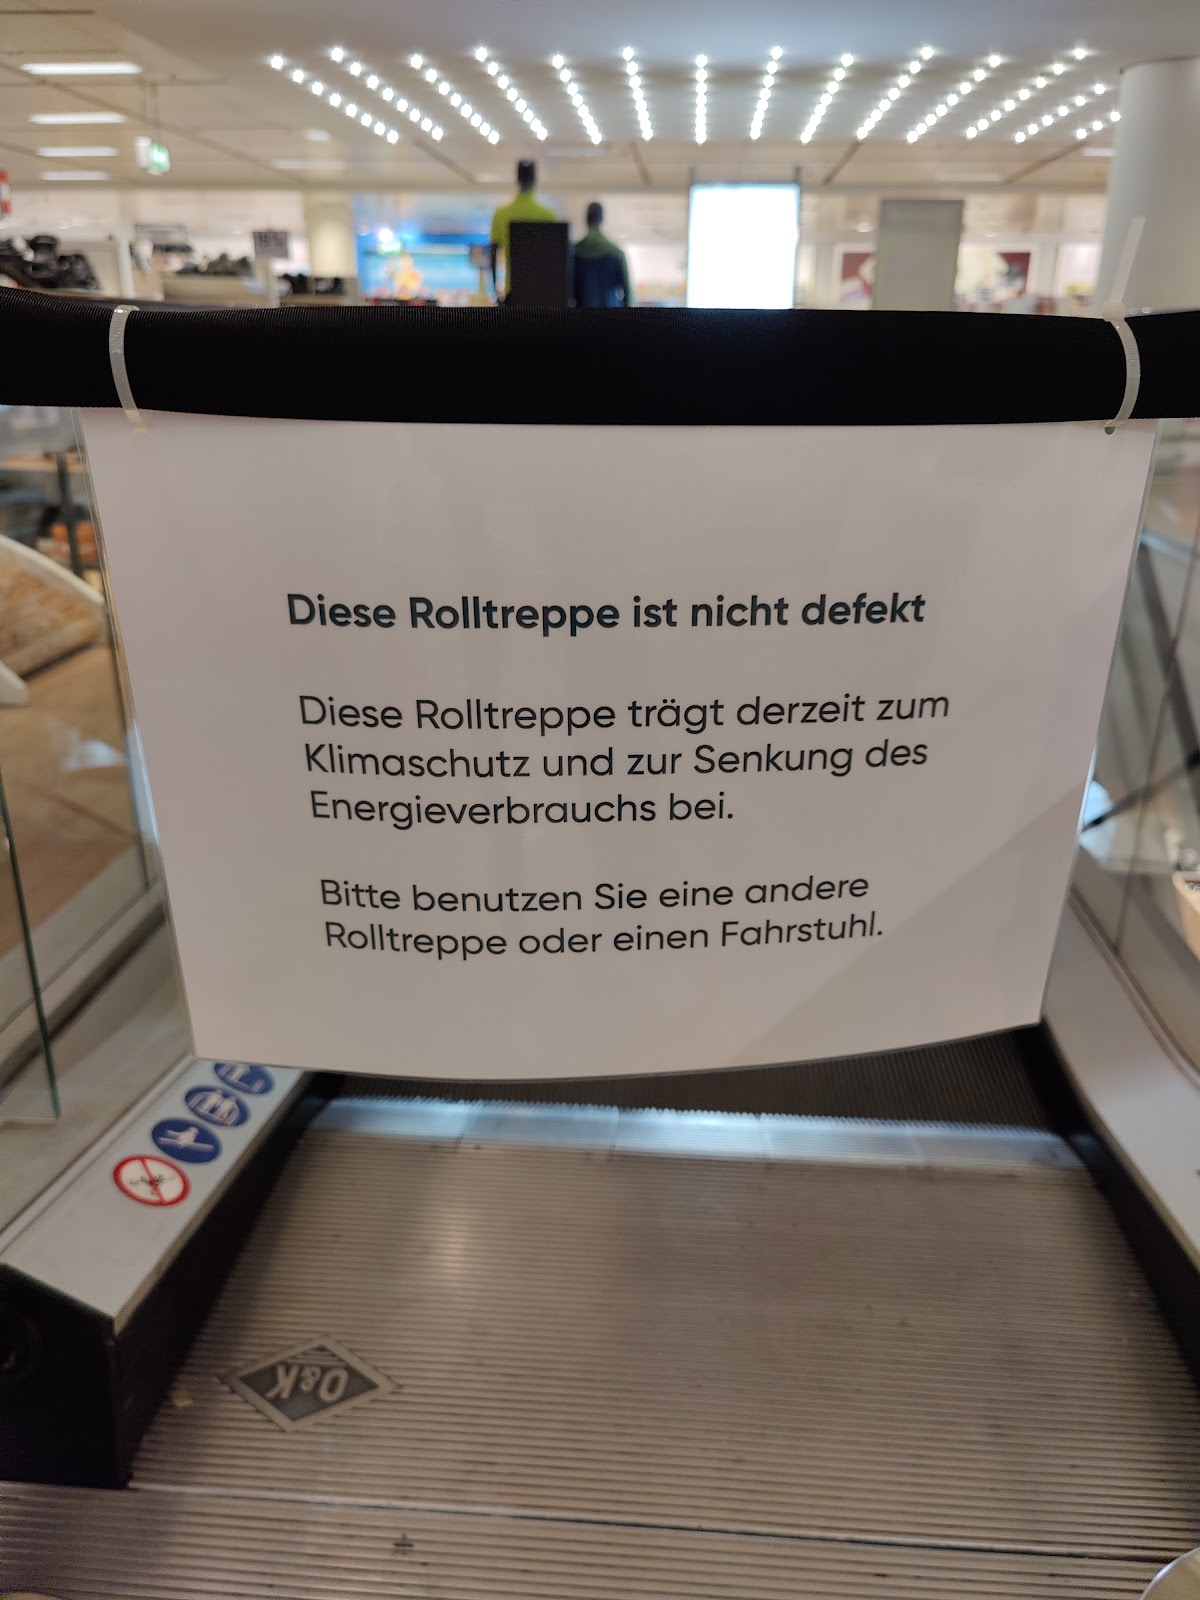 Diese Rolltreppe ist nicht defekt
Diese Rolltreppe trägt derzeit zum
Klimaschutz und zur Senkung des
Energieverbrauchs bei.
Bitte benutzen Sie eine andere
Rolltreppe oder einen Fahrstuhl.
O&K